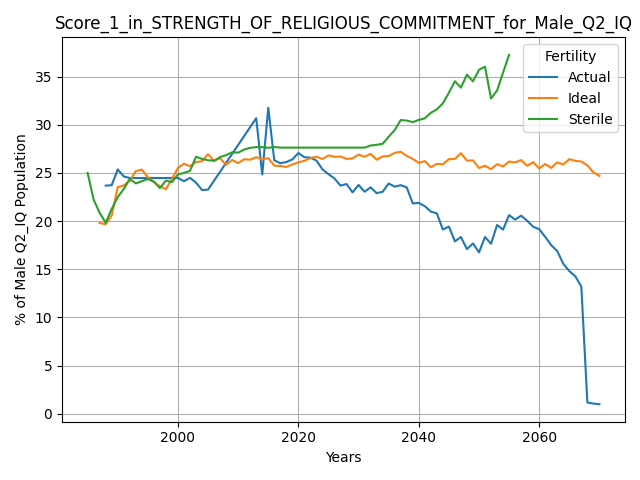 Score_1_in_STRENGTH_OF_RELIGIOUS_COMMITMENT_for_Male_Q2_IQ
Fertility
Actual
Ideal
Sterile
% of Male Q2_IQ Population
35
30
25
20
15
10
5
0
2000 2020 2040 2060
Years